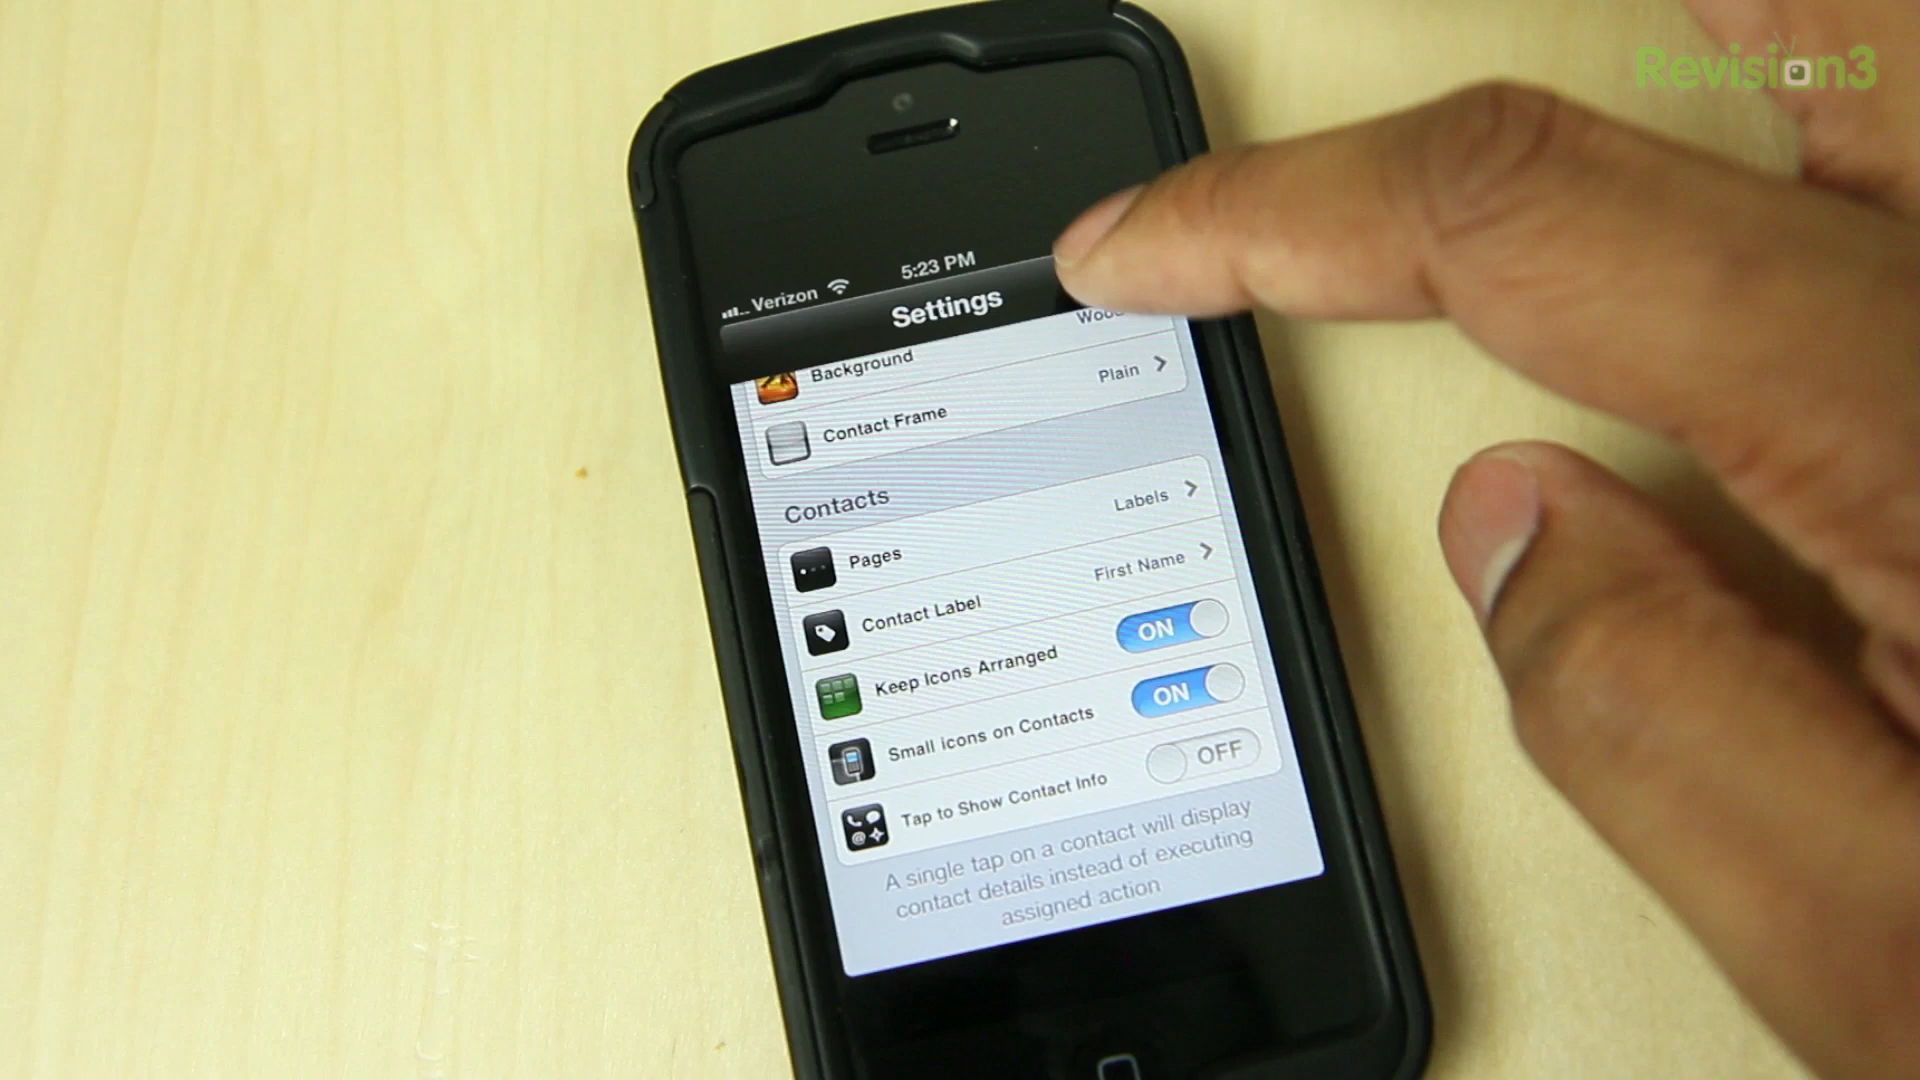 Revision3
Verizon 5:23 PM
Settings
Background
Contact Frame Plain
Contacts
Pages Labels
Contact Label First Name
Keep Icons Arranged ON
Small icons on Contacts ON
Tap to Show Contact Info OFF
A single tap on a contact will display
contact details instead of executing
assigned action